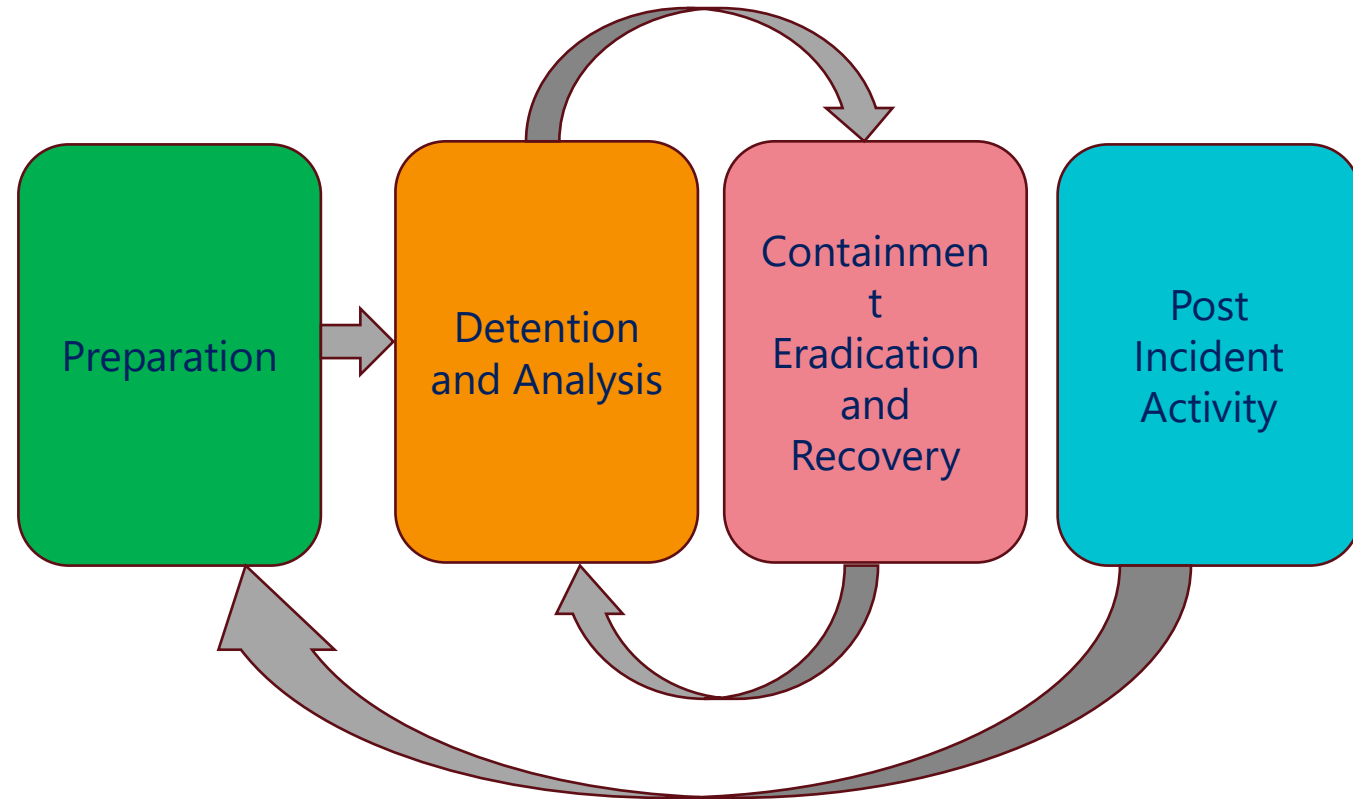 Preparation
Detention
and Analysis
Containmen
t
Eradication
and
Recovery
Post
Incident
Activity